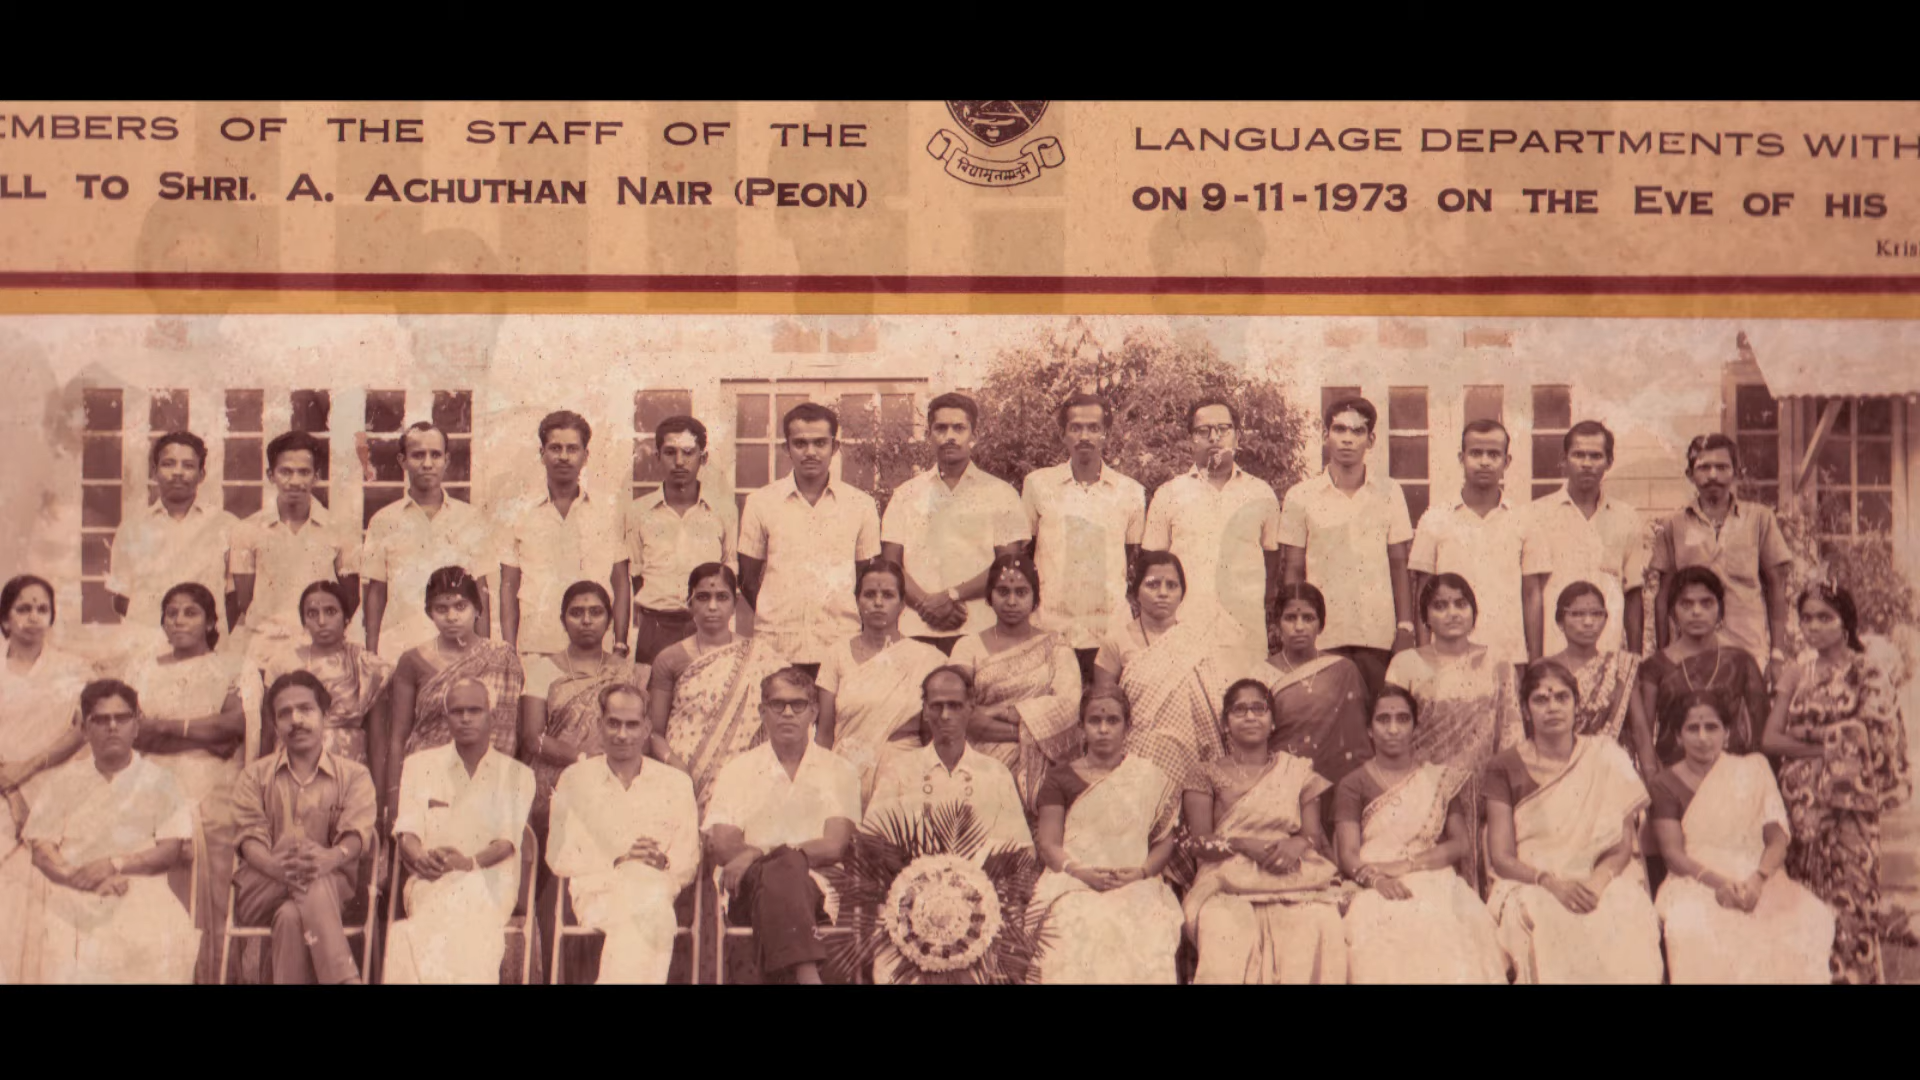 EMBERS OF THE STAFF OF THE LANGUAGE DEPARTMENTS WITH
LL TO SHRI. A. ACHUTHAN NAIR (PEON) ON 9-11-1973 ON THE EVE OF HIS
Kris